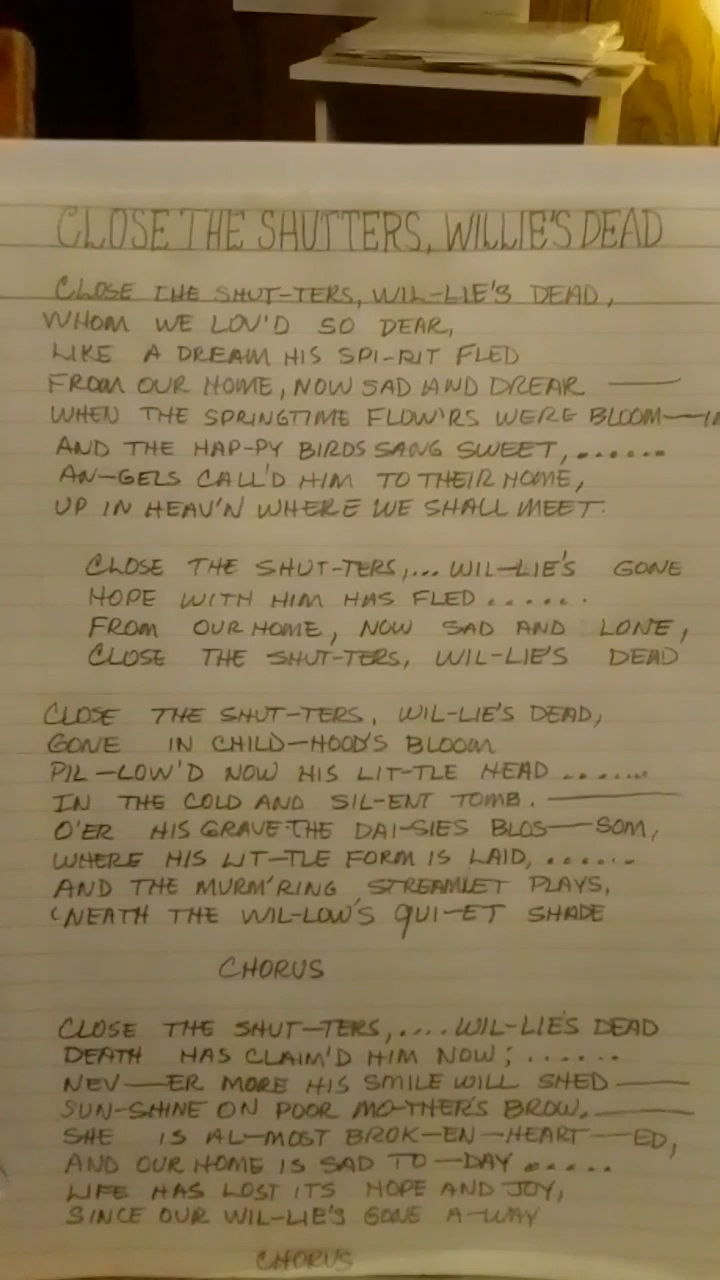 CLOSE THE SHUTTERS, WILLIE'S DEAD
CLOSE THE SHUT-TERS, WIL-LIE'S DEAD,
WHOM WE LOV'D SO DEAR,
LIKE A DREAM HIS SPI-RIT FLED
FROM OUR HOME, NOW SAD AND DREAR ——
WHEN THE SPRINGTIME FLOW'RS WERE BLOOM——IN
AND THE HAP-PY BIRDS SANG SWEET,.......
AN-GELS CALL'D HIM TO THEIR HOME,
UP IN HEAV'N WHERE WE SHALL MEET.
CLOSE THE SHUT-TERS,... WIL-LIE'S GONE
HOPE WITH HIM HAS FLED ......
FROM OUR HOME, NOW SAD AND LONE,
CLOSE THE SHUT-TERS, WIL-LIE'S DEAD
CLOSE THE SHUT-TERS, WIL-LIE'S DEAD,
GONE IN CHILD-HOOD'S BLOOM
PIL-LOW'D NOW HIS LIT-TLE HEAD .......
IN THE COLD AND SIL-ENT TOMB. ——
O'ER HIS GRAVE THE DAI-SIES BLOS——SOM,
WHERE HIS LIT-TLE FORM IS LAID, ......
AND THE MURM'RING STREAMLET PLAYS,
'NEATH THE WIL-LOW'S QUI-ET SHADE
CHORUS
CLOSE THE SHUT-TERS,.... WIL-LIE'S DEAD
DEATH HAS CLAIM'D HIM NOW; ......
NEV——ER MORE HIS SMILE WILL SHED ——
SUN-SHINE ON POOR MO-THER'S BROW, ——
SHE IS AL-MOST BROK-EN-HEART——ED,
AND OUR HOME IS SAD TO-DAY .....
LIFE HAS LOST ITS HOPE AND JOY,
SINCE OUR WIL-LIE'S GONE A-WAY
CHORUS